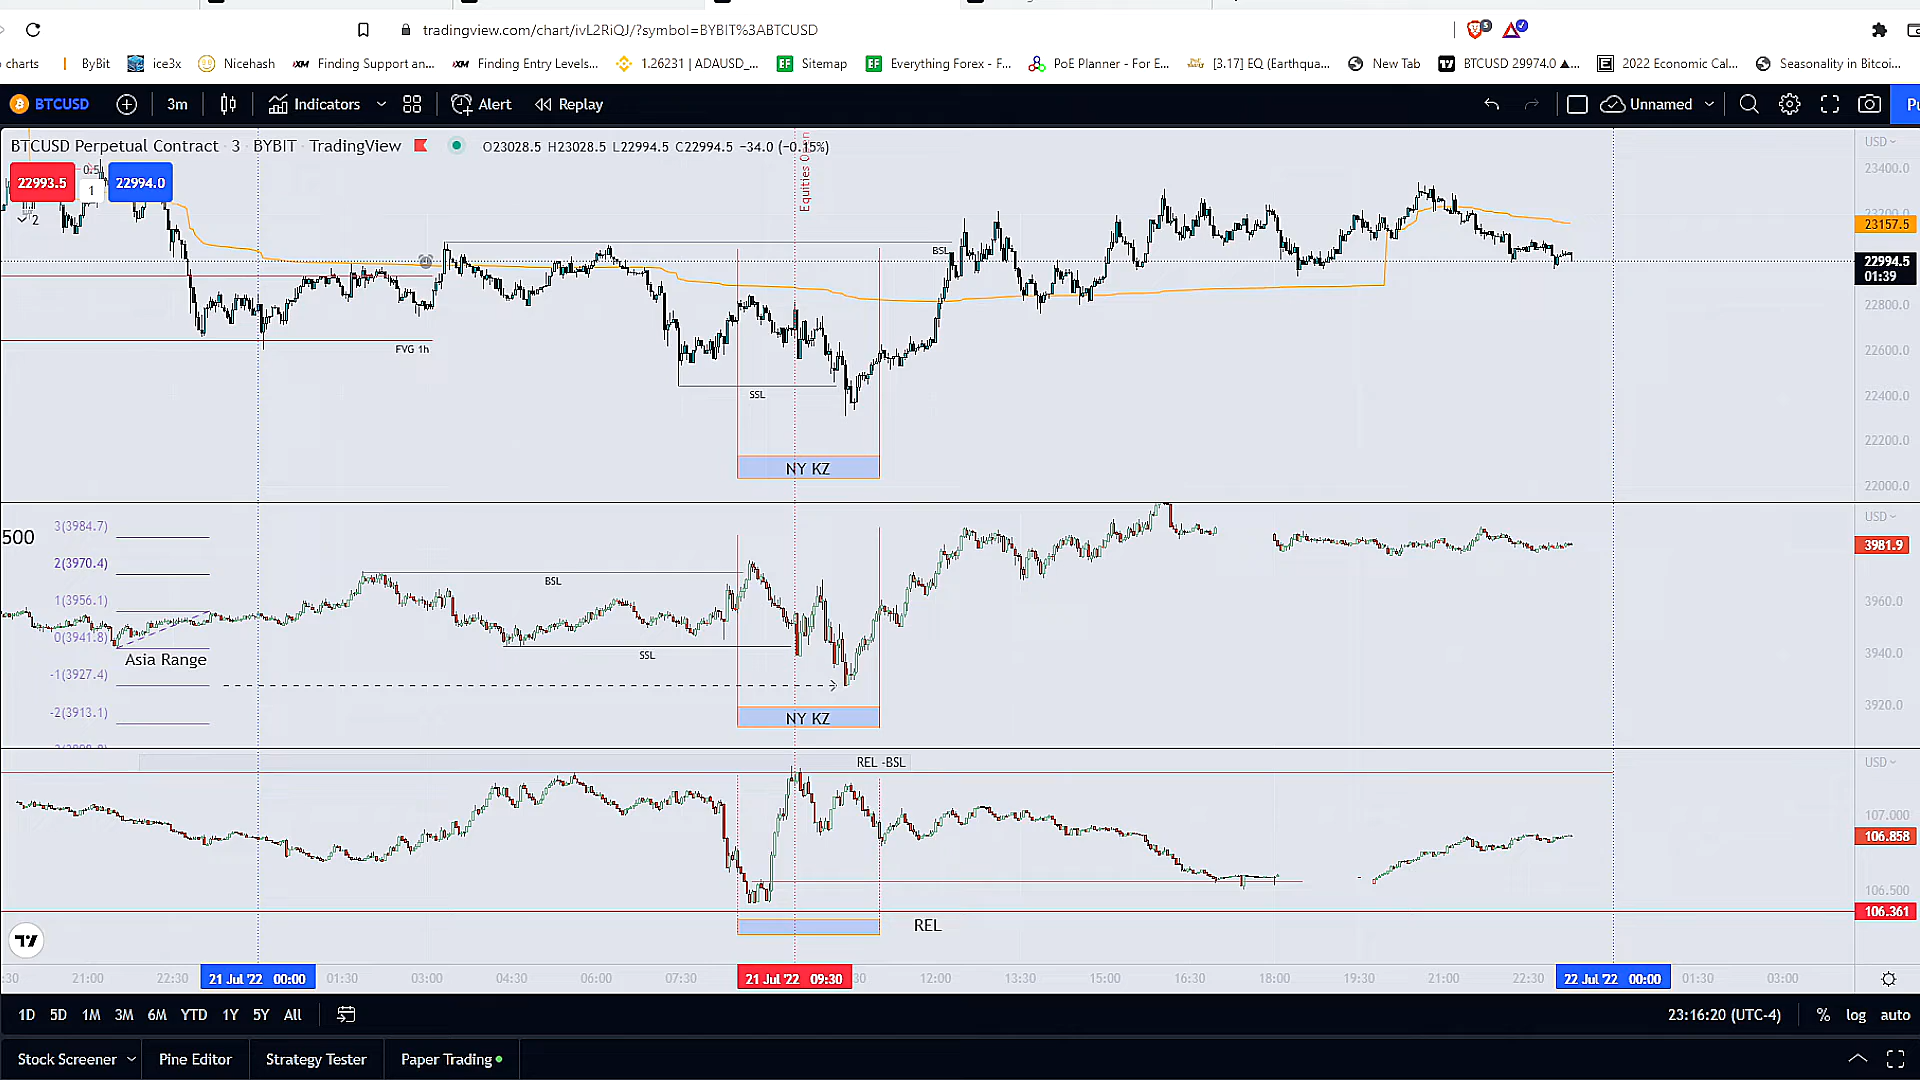 tradingview.com/chart/ivL2RiQJ/?symbol=BYBIT%3ABTCUSD
charts ByBit ice3x Nicehash Finding Support an... Finding Entry Levels... 1.26231 | ADAUSD_... Sitemap Everything Forex - F... PoE Planner - For E... [3.17] EQ (Earthqua... New Tab BTCUSD 29974.0 ▲... 2022 Economic Cal... Seasonality in Bitcoi...
BTCUSD 3m Indicators Alert Replay Unnamed
BTCUSD Perpetual Contract · 3 · BYBIT · TradingView O23028.5 H23028.5 L22994.5 C22994.5 −34.0 (−0.15%)
USD
23400.0
0.5
22993.5 1 22994.0
2
Equities
23200.0
23157.5
BSL
22994.5
01:39
22800.0
FVG 1h
22600.0
SSL
22400.0
22200.0
NY KZ
22000.0
USD
3(3984.7)
500
3981.9
2(3970.4)
BSL
1(3956.1)
3960.0
0(3941.8)
SSL
3940.0
Asia Range
-1(3927.4)
3920.0
-2(3913.1)
NY KZ
REL -BSL
USD
107.000
106.858
106.500
106.361
REL
:30 21:00 22:30 21 Jul '22 00:00 01:30 03:00 04:30 06:00 07:30 21 Jul '22 09:30 :30 12:00 13:30 15:00 16:30 18:00 19:30 21:00 22:30 22 Jul '22 00:00 01:30 03:00
1D 5D 1M 3M 6M YTD 1Y 5Y All 23:16:20 (UTC-4) % log auto
Stock Screener Pine Editor Strategy Tester Paper Trading